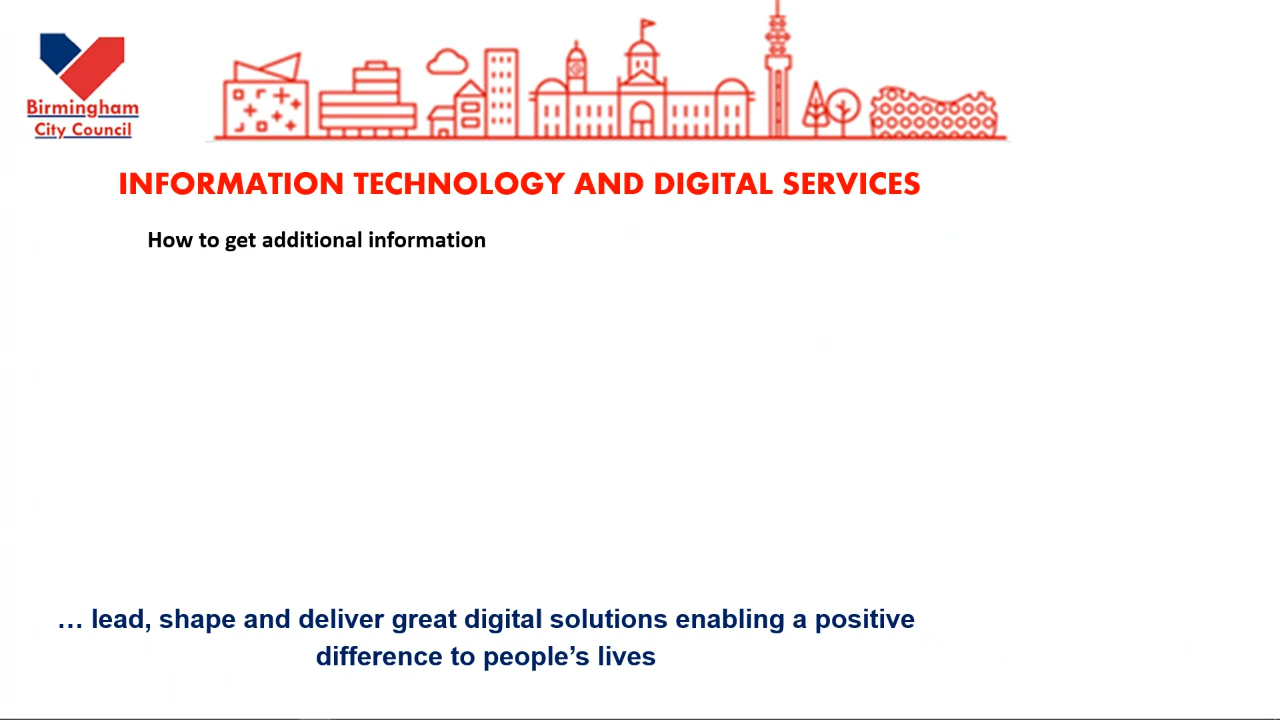 Birmingham
City Council
INFORMATION TECHNOLOGY AND DIGITAL SERVICES
How to get additional information
… lead, shape and deliver great digital solutions enabling a positive
difference to people’s lives